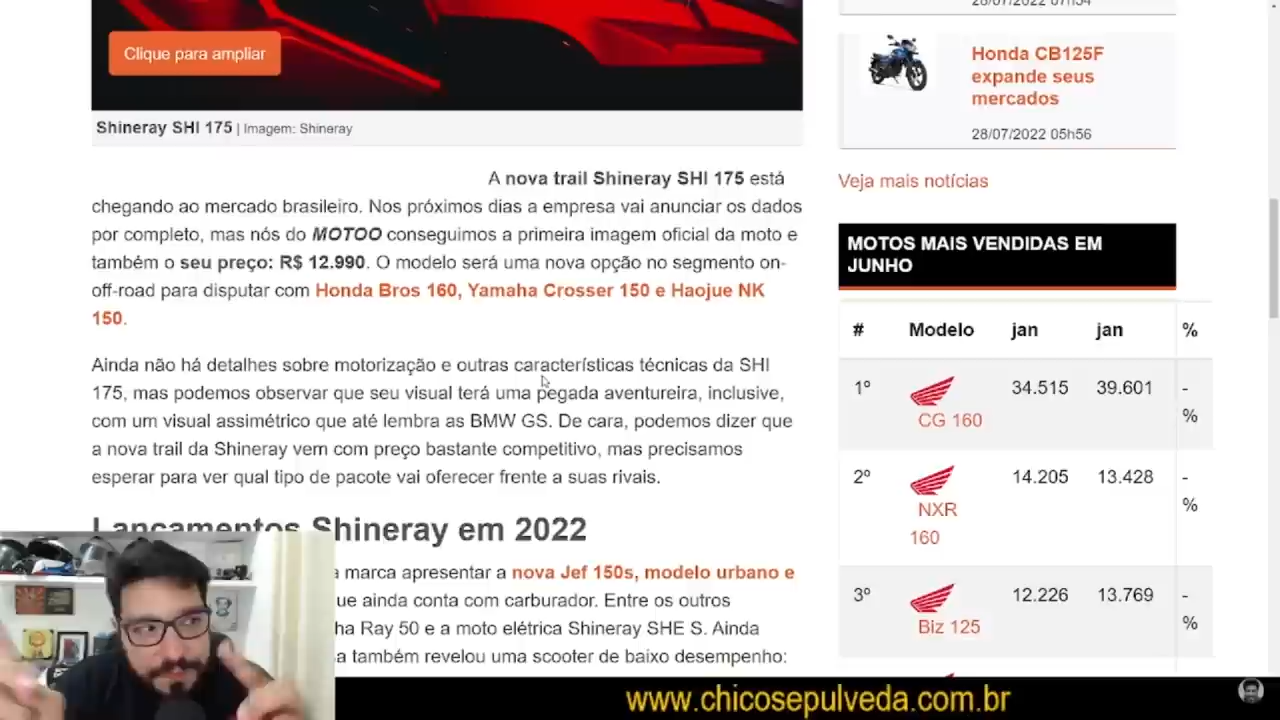 28/07/2022 07h54
Clique para ampliar
Shineray SHI 175 | Imagem: Shineray
A nova trail Shineray SHI 175 está
chegando ao mercado brasileiro. Nos próximos dias a empresa vai anunciar os dados
por completo, mas nós do MOTOO conseguimos a primeira imagem oficial da moto e
também o seu preço: R$ 12.990. O modelo será uma nova opção no segmento on-
off-road para disputar com Honda Bros 160, Yamaha Crosser 150 e Haojue NK
150.
Ainda não há detalhes sobre motorização e outras características técnicas da SHI
175, mas podemos observar que seu visual terá uma pegada aventureira, inclusive,
com um visual assimétrico que até lembra as BMW GS. De cara, podemos dizer que
a nova trail da Shineray vem com preço bastante competitivo, mas precisamos
esperar para ver qual tipo de pacote vai oferecer frente a suas rivais.
Lançamentos Shineray em 2022
a marca apresentar a nova Jef 150s, modelo urbano e
ue ainda conta com carburador. Entre os outros
ha Ray 50 e a moto elétrica Shineray SHE S. Ainda
a também revelou uma scooter de baixo desempenho:
Honda CB125F
expande seus
mercados
28/07/2022 05h56
Veja mais notícias
MOTOS MAIS VENDIDAS EM
JUNHO
# Modelo jan jan %
1º CG 160 34.515 39.601 -%
2º NXR 160 14.205 13.428 -%
3º Biz 125 12.226 13.769 -%
www.chicosepulveda.com.br